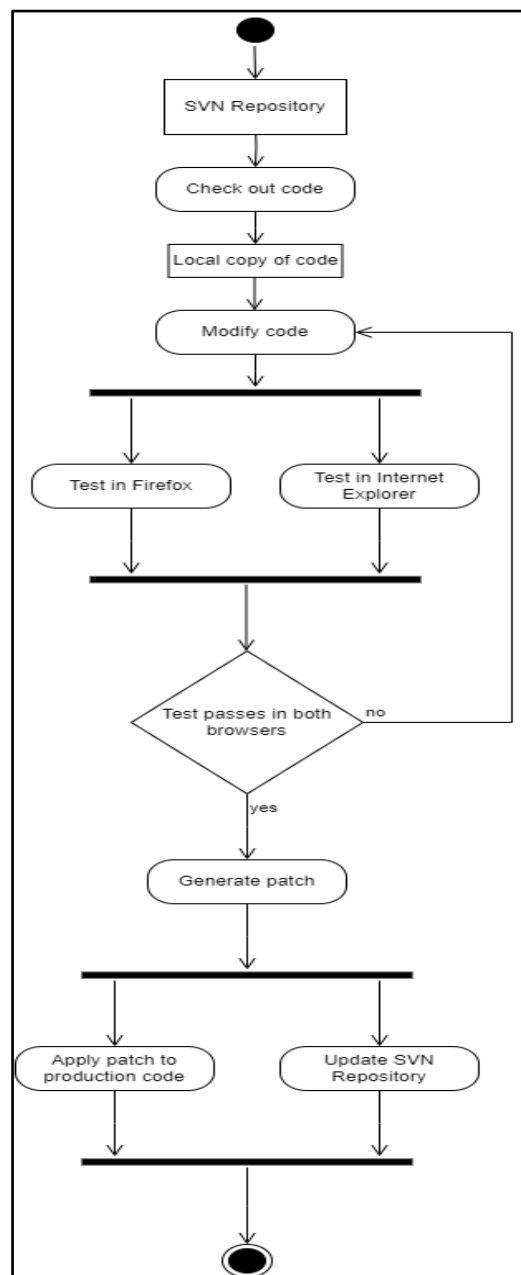 SVN Repository
Check out code
Local copy of code
Modify code
Test in Firefox
Test in Internet
Explorer
Test passes in both
browsers
no
yes
Generate patch
Apply patch to
production code
Update SVN
Repository